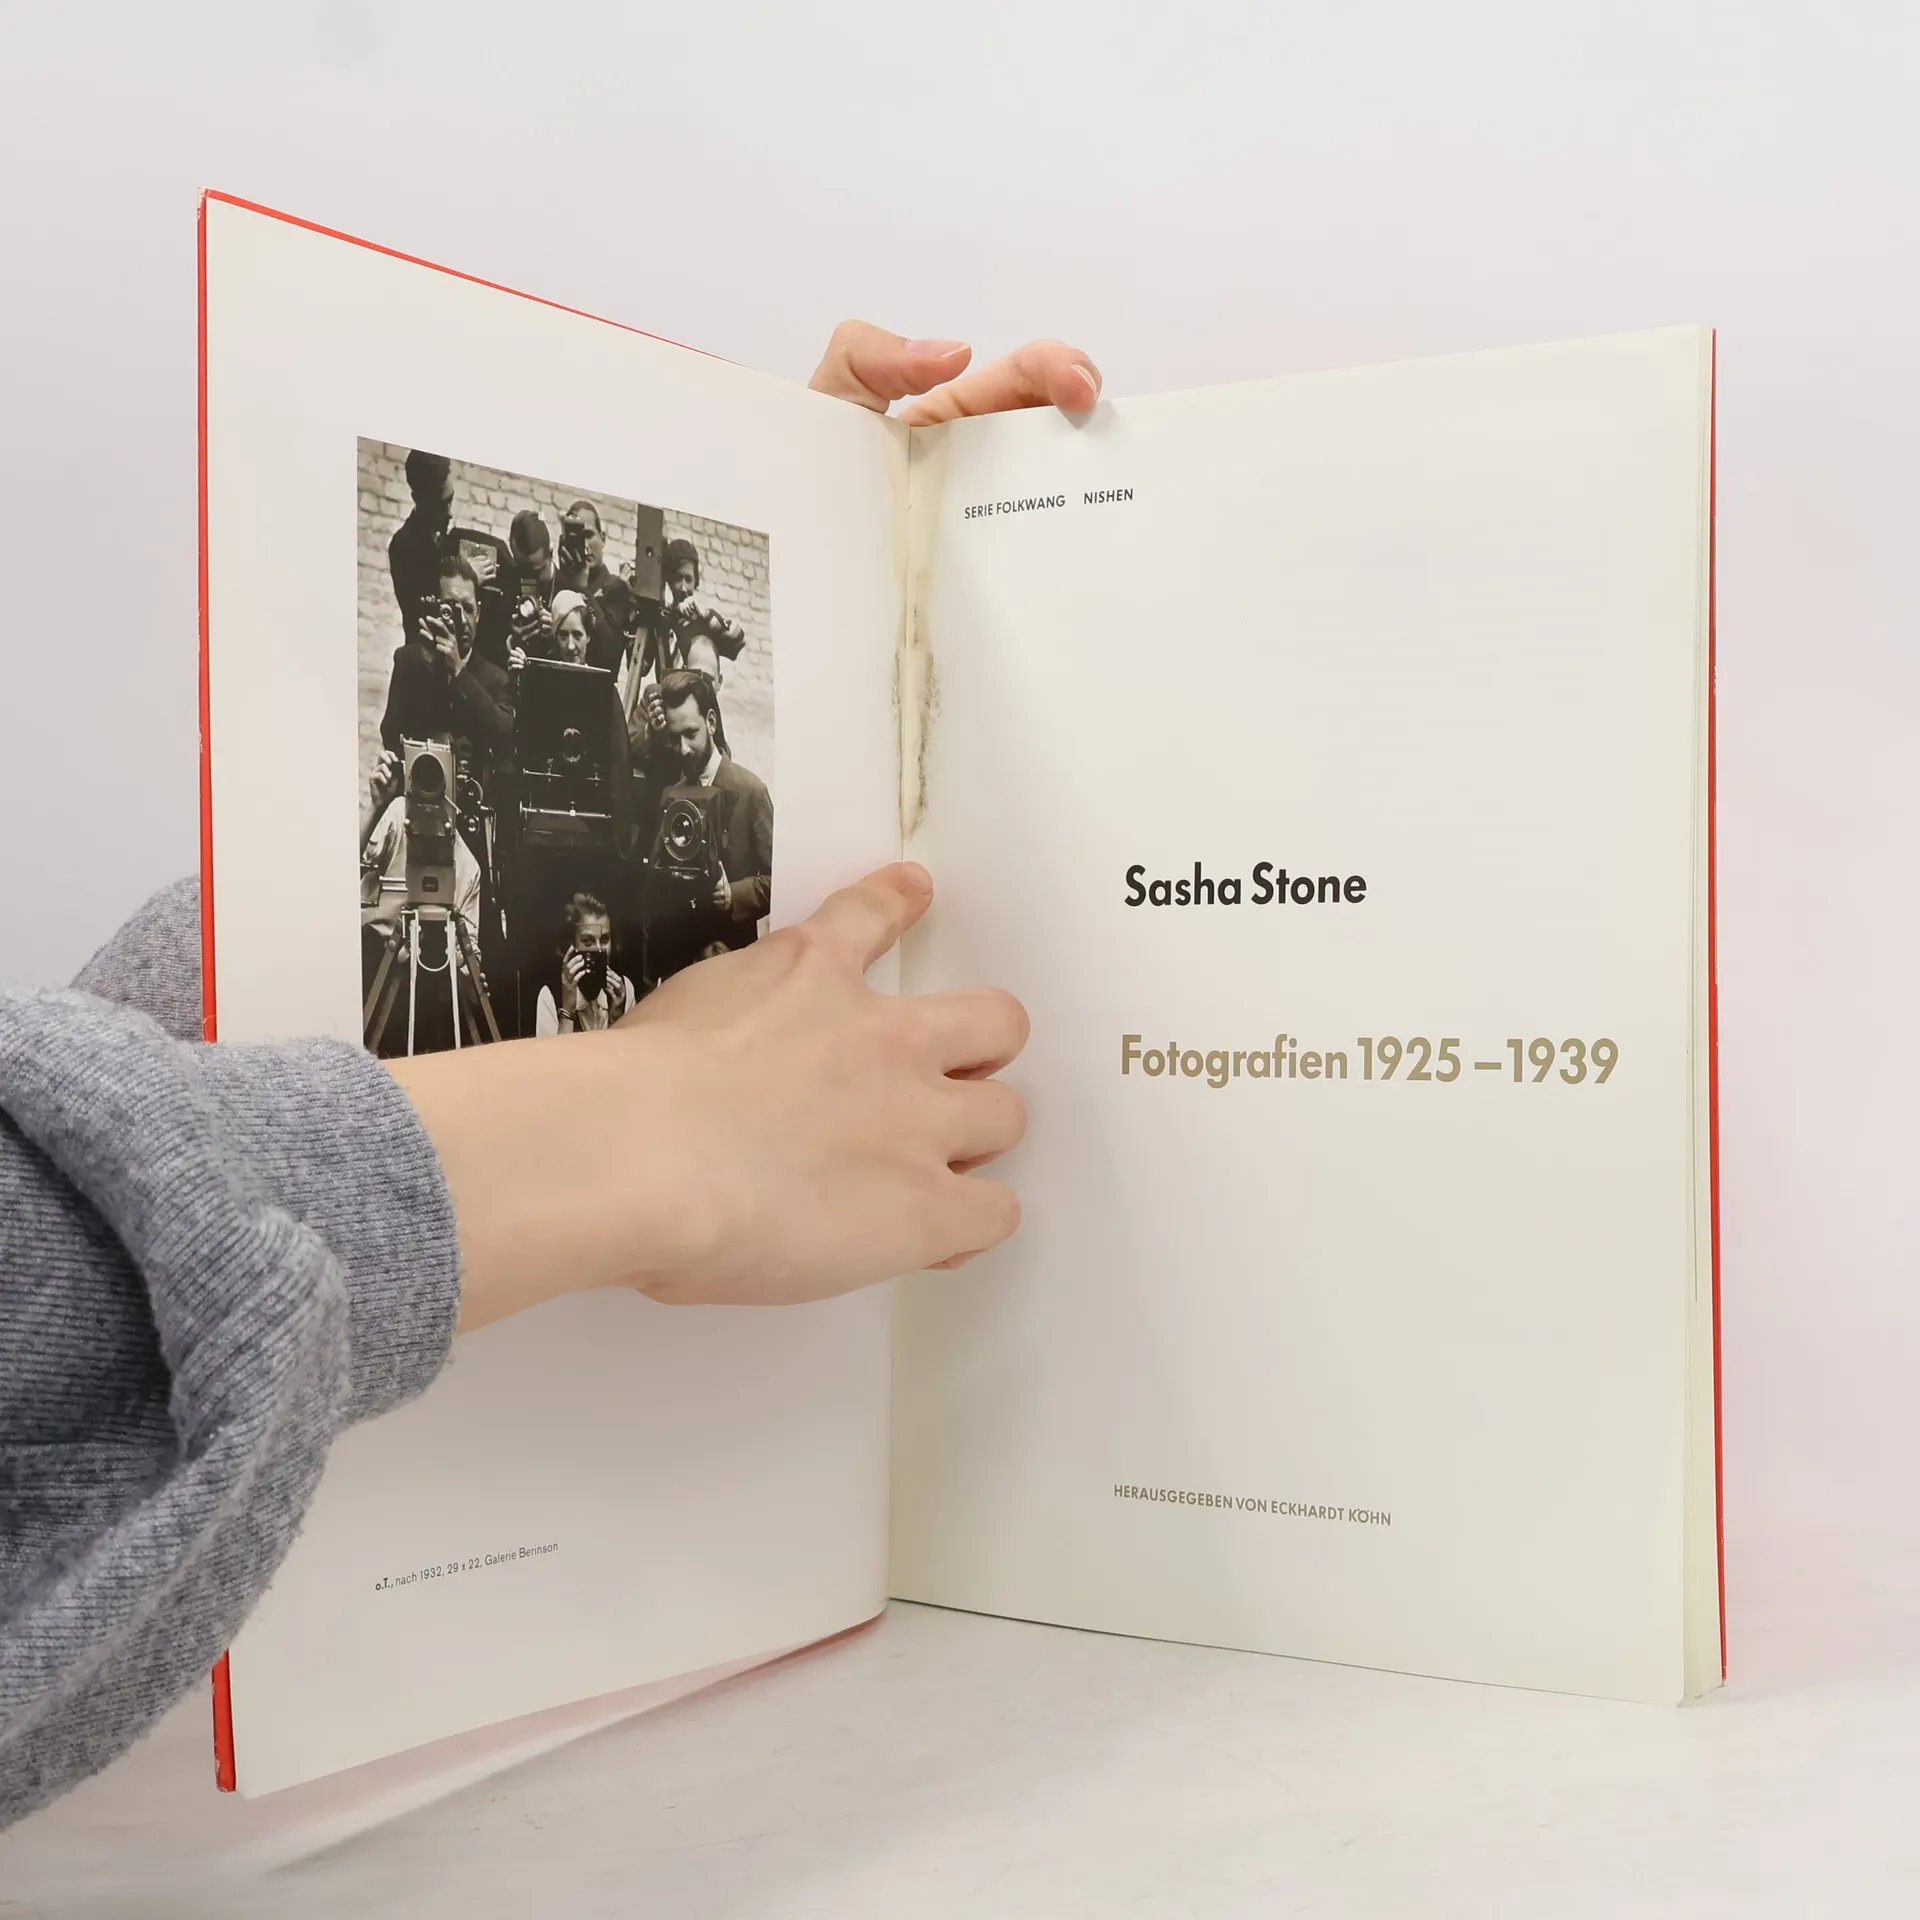 o.T., nach 1932, 29 x 22, Galerie Berinson
SERIE FOLKWANG NISHEN
Sasha Stone
Fotografien 1925 – 1939
HERAUSGEGEBEN VON ECKHARDT KÖHN